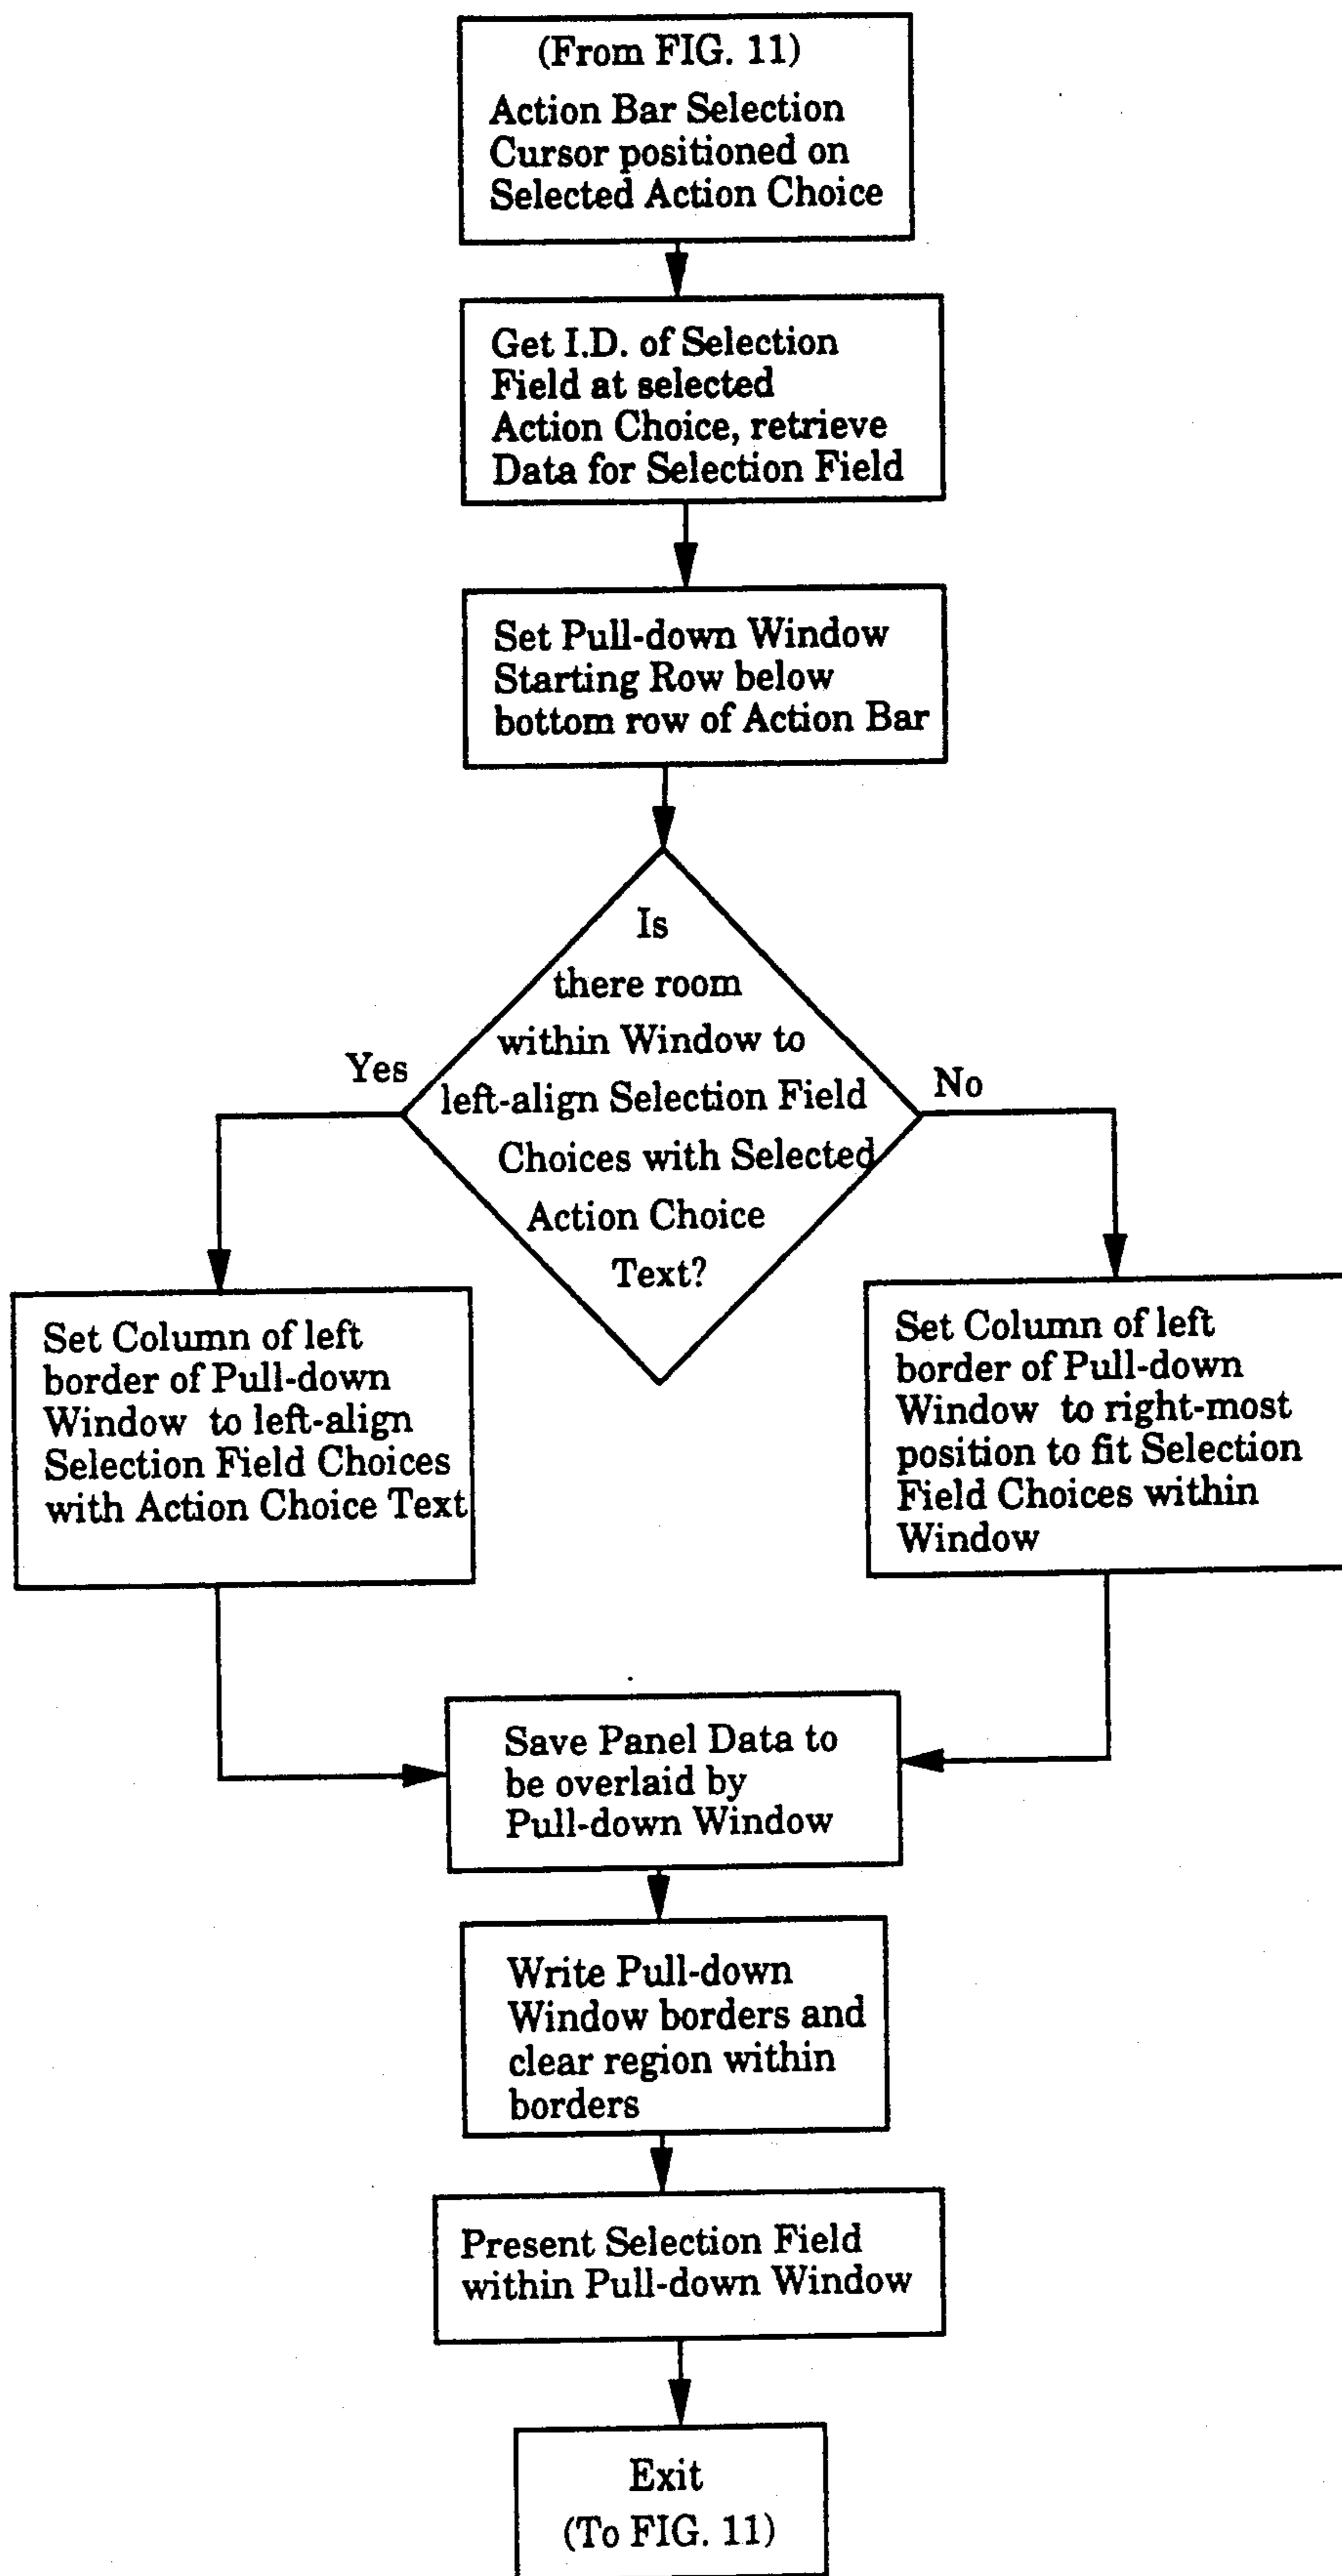 (From FIG. 11)
Action Bar Selection
Cursor positioned on
Selected Action Choice
Get I.D. of Selection
Field at selected
Action Choice, retrieve
Data for Selection Field
Set Pull-down Window
Starting Row below
bottom row of Action Bar
Is
there room
within Window to
left-align Selection Field
Choices with Selected
Action Choice
Text?
Yes
No
Set Column of left
border of Pull-down
Window to left-align
Selection Field Choices
with Action Choice Text
Set Column of left
border of Pull-down
Window to right-most
position to fit Selection
Field Choices within
Window
Save Panel Data to
be overlaid by
Pull-down Window
Write Pull-down
Window borders and
clear region within
borders
Present Selection Field
within Pull-down Window
Exit
(To FIG. 11)